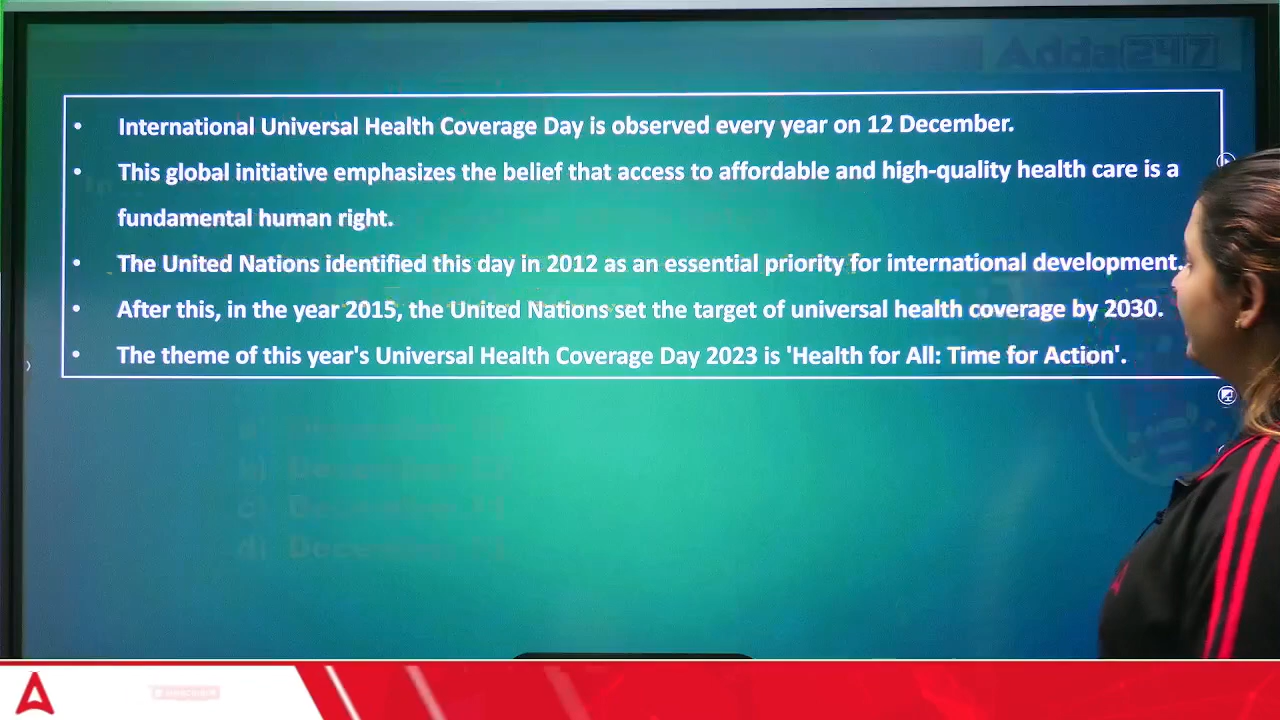 Adda 247
• International Universal Health Coverage Day is observed every year on 12 December.
• This global initiative emphasizes the belief that access to affordable and high-quality health care is a
fundamental human right.
• The United Nations identified this day in 2012 as an essential priority for international development.
• After this, in the year 2015, the United Nations set the target of universal health coverage by 2030.
• The theme of this year's Universal Health Coverage Day 2023 is 'Health for All: Time for Action'.